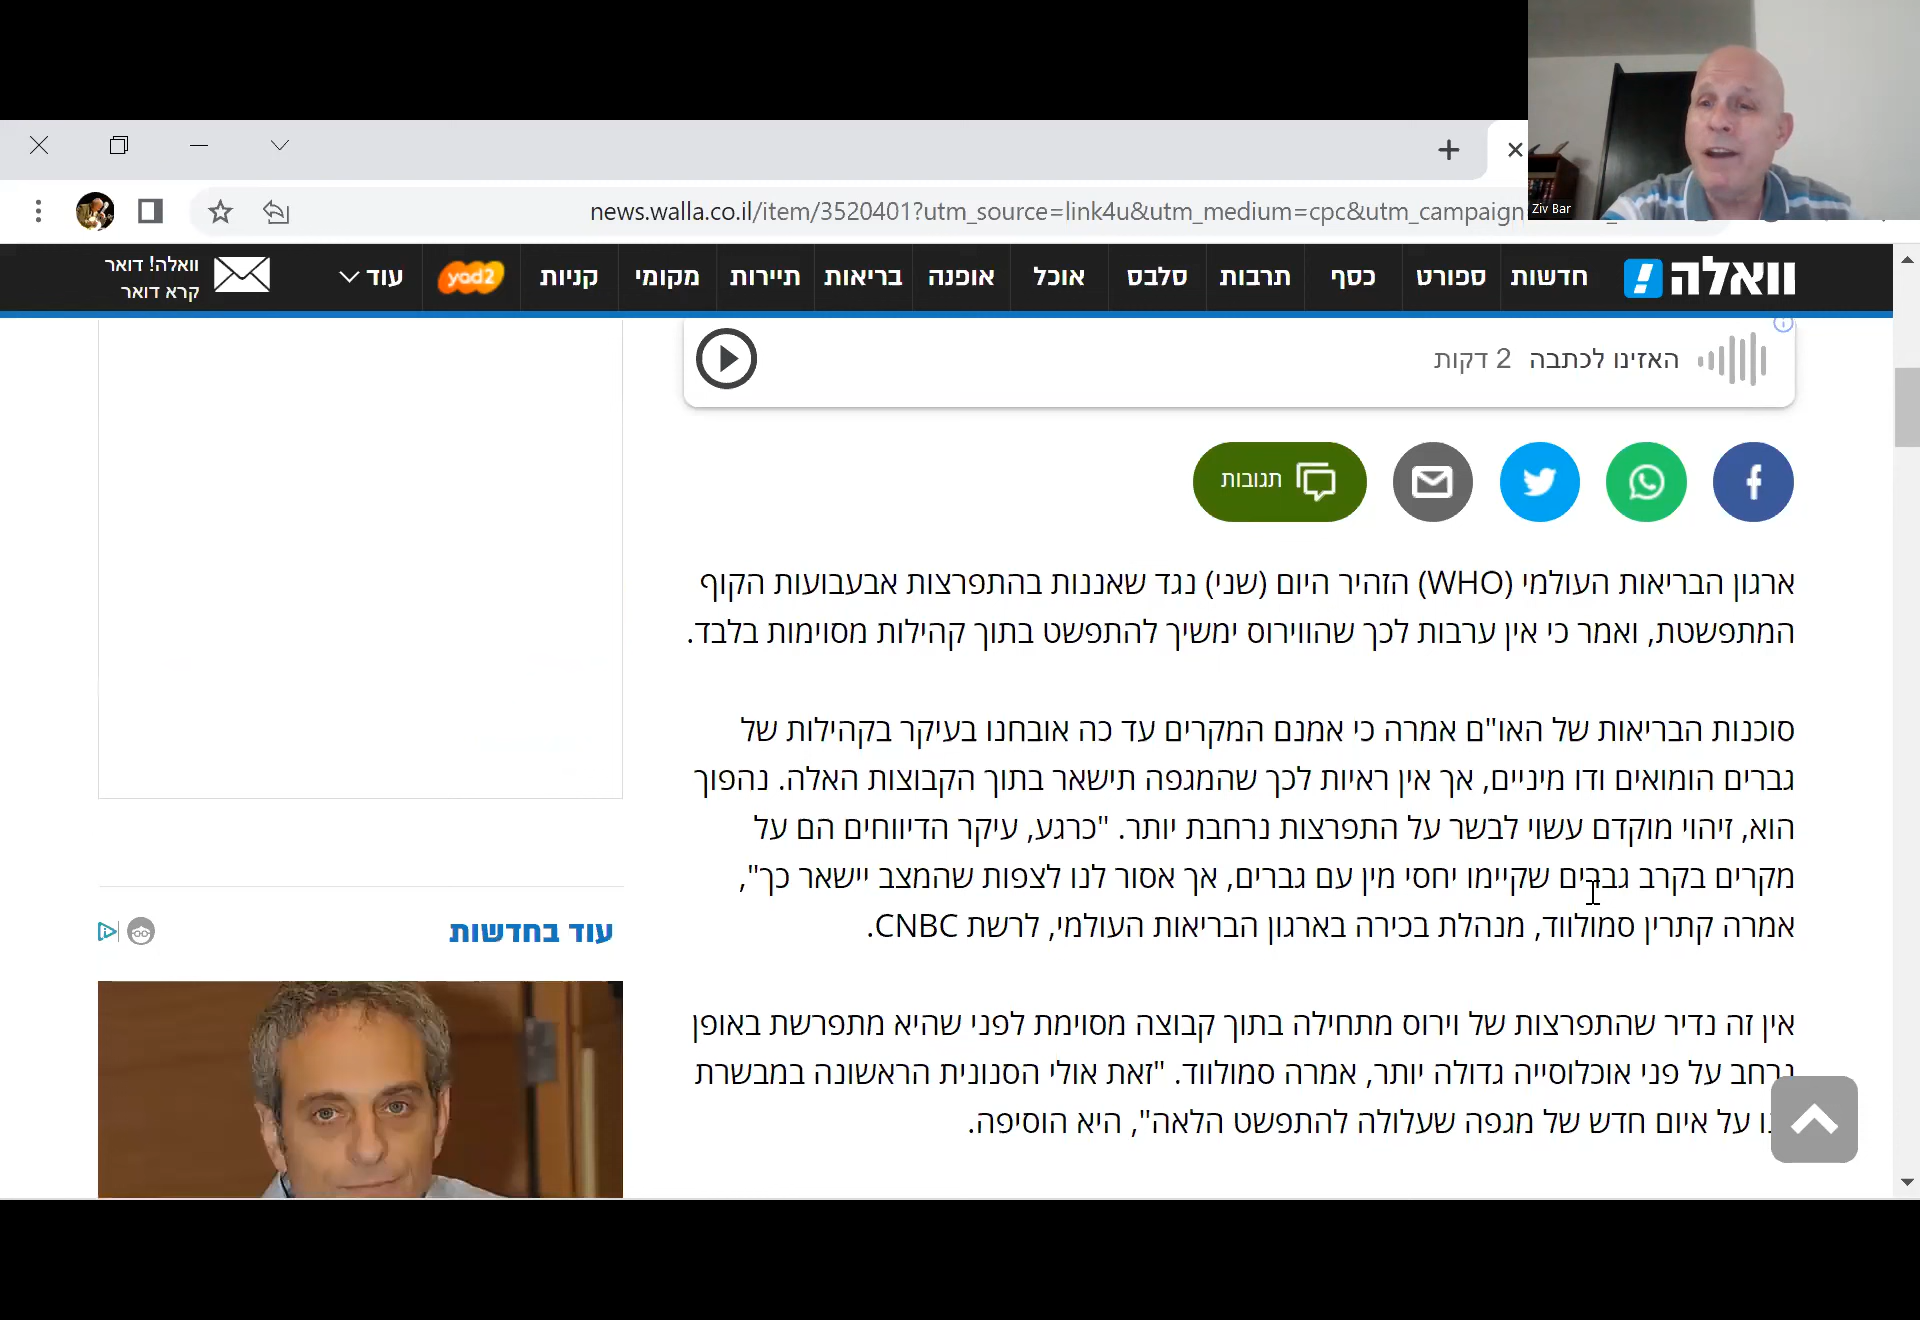 Ziv Bar
news.walla.co.il/item/3520401?utm_source=link4u&utm_medium=cpc&utm_campaign
וואלה!
חדשות
ספורט
כסף
תרבות
סלבס
אוכל
אופנה
בריאות
תיירות
מקומי
קניות
yad2
עוד
וואלה! דואר
קרא דואר
האזינו לכתבה 2 דקות
תגובות
ארגון הבריאות העולמי (WHO) הזהיר היום (שני) נגד שאננות בהתפרצות אבעבועות הקוף
המתפשטת, ואמר כי אין ערבות לכך שהווירוס ימשיך להתפשט בתוך קהילות מסוימות בלבד.
סוכנות הבריאות של האו"ם אמרה כי אמנם המקרים עד כה אובחנו בעיקר בקהילות של
גברים הומואים ודו מיניים, אך אין ראיות לכך שהמגפה תישאר בתוך הקבוצות האלה. נהפוך
הוא, זיהוי מוקדם עשוי לבשר על התפרצות נרחבת יותר. "כרגע, עיקר הדיווחים הם על
מקרים בקרב גברים שקיימו יחסי מין עם גברים, אך אסור לנו לצפות שהמצב יישאר כך",
אמרה קתרין סמולווד, מנהלת בכירה בארגון הבריאות העולמי, לרשת CNBC.
אין זה נדיר שהתפרצות של וירוס מתחילה בתוך קבוצה מסוימת לפני שהיא מתפרשת באופן
נרחב על פני אוכלוסייה גדולה יותר, אמרה סמולווד. "זאת אולי הסנונית הראשונה במבשרת
על איום חדש של מגפה שעלולה להתפשט הלאה", היא הוסיפה.
עוד בחדשות